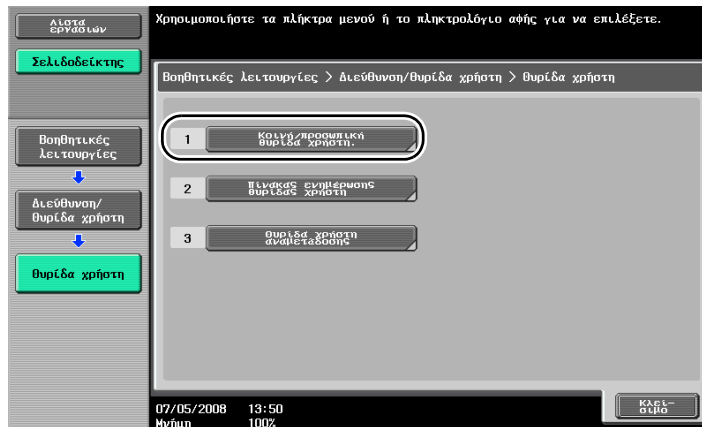 Λίστα
εργασιών
Χρησιμοποιήστε τα πλήκτρα μενού ή το πληκτρολόγιο αφής για να επιλέξετε.
Σελιδοδείκτης
Βοηθητικές λειτουργίες > Διεύθυνση/Θυρίδα χρήστη > Θυρίδα χρήστη
Βοηθητικές
λειτουργίες
Διεύθυνση/
Θυρίδα χρήστη
Θυρίδα χρήστη
1 Κοινή/προσωπική
θυρίδα χρήστη.
2 Πίνακας ενημέρωσης
θυρίδας χρήστη
3 Θυρίδα χρήστη
αναμετάδοσης
Κλεί-
σιμο
07/05/2008 13:50
Μνήμη 100%